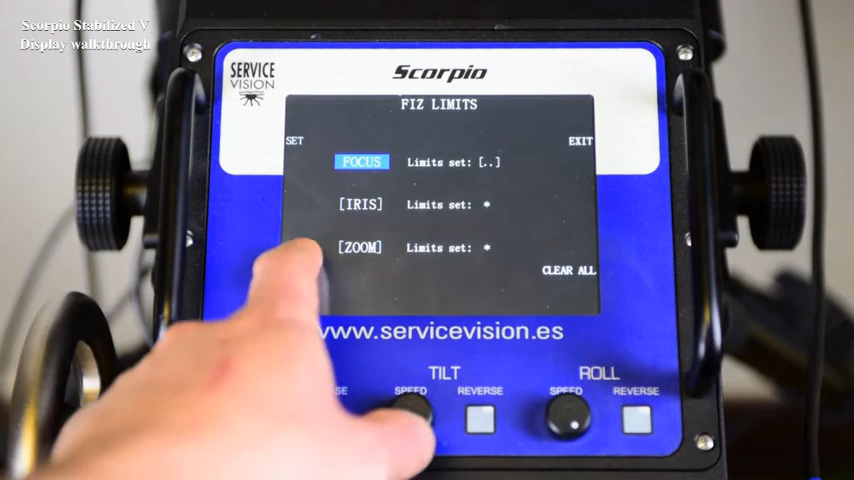 Scorpio Stabilized V
Display walkthrough
SERVICE
VISION
Scorpio
FIZ LIMITS
SET
EXIT
FOCUS Limits set: [..]
[IRIS] Limits set: *
[ZOOM] Limits set: *
CLEAR ALL
www.servicevision.es
TILT ROLL
SPEED REVERSE SPEED REVERSE